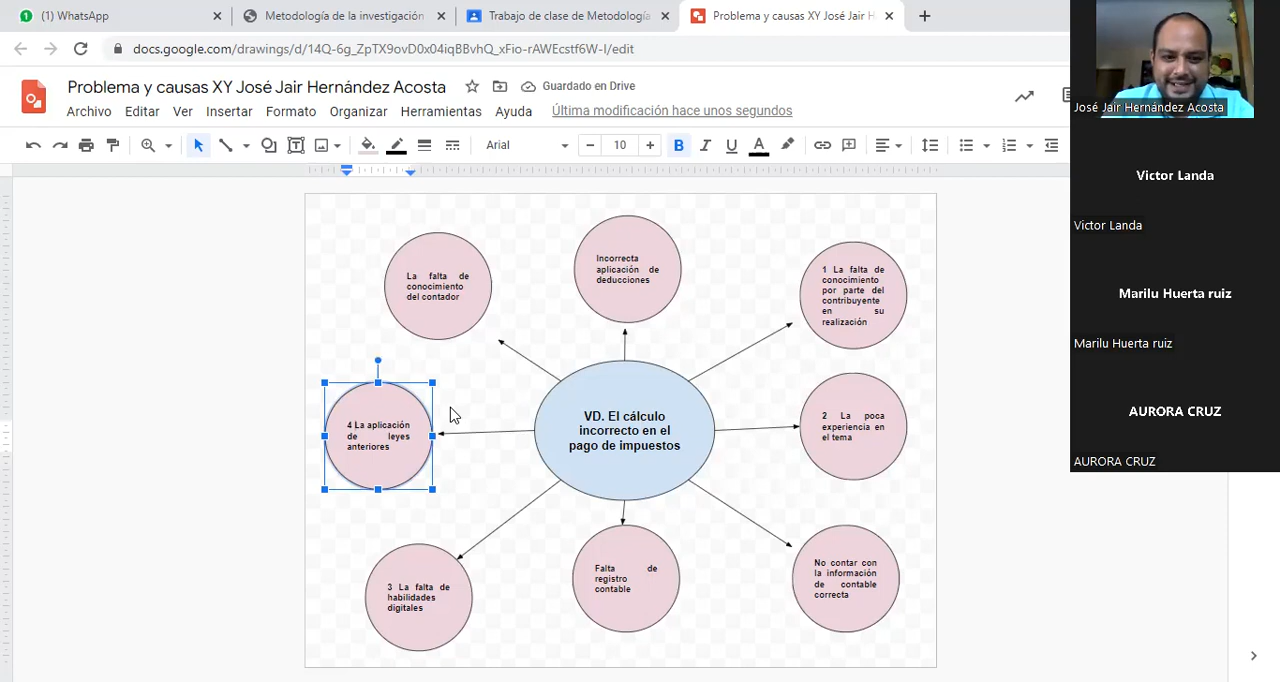 (1) WhatsApp
Metodología de la investigación
Trabajo de clase de Metodología
Problema y causas XY José Jair H
docs.google.com/drawings/d/14Q-6g_ZpTX9ovD0x04iqBBvhQ_xFio-rAWEcstf6W-I/edit
Problema y causas XY José Jair Hernández Acosta
Guardado en Drive
Archivo Editar Ver Insertar Formato Organizar Herramientas Ayuda Última modificación hace unos segundos
Arial 10 B I U A
La falta de
conocimiento
del contador
Incorrecta
aplicación de
deducciones
1 La falta de
conocimiento
por parte del
contribuyente
en su
realización
4 La aplicación
de leyes
anteriores
VD. El cálculo
incorrecto en el
pago de impuestos
2 La poca
experiencia en
el tema
3 La falta de
habilidades
digitales
Falta de
registro
contable
No contar con
la información
de contable
correcta
José Jair Hernández Acosta
Victor Landa
Victor Landa
Marilu Huerta ruiz
Marilu Huerta ruiz
AURORA CRUZ
AURORA CRUZ